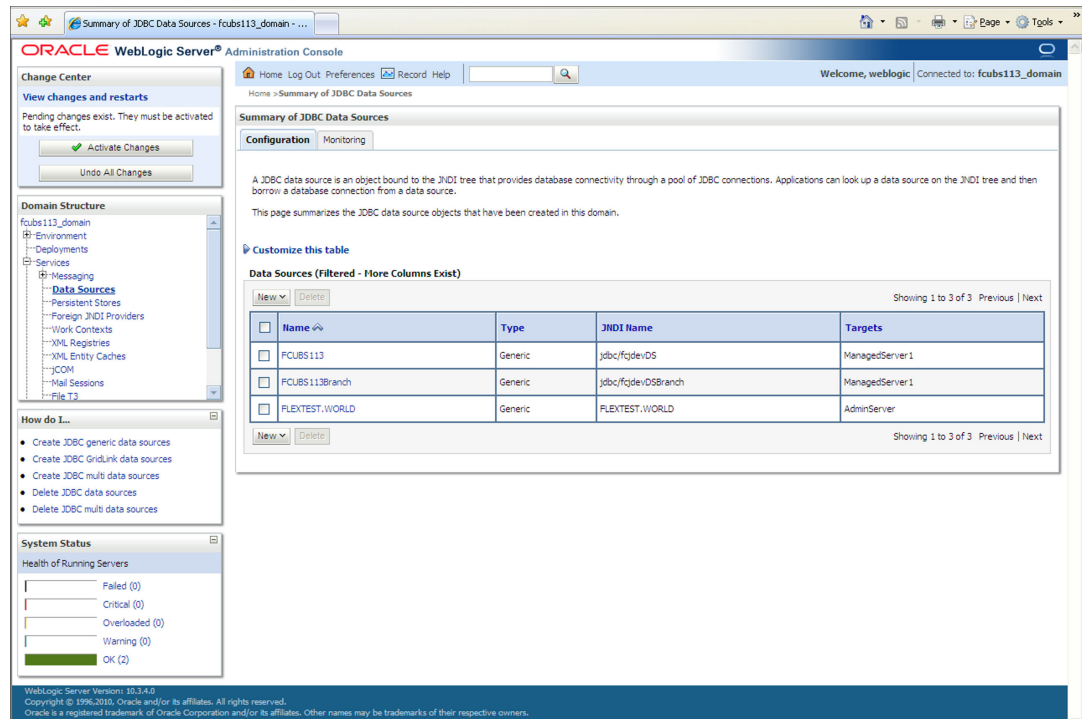 Summary of JDBC Data Sources - fcubs113_domain - ...
Page
Tools
ORACLE WebLogic Server® Administration Console
Change Center
View changes and restarts
Pending changes exist. They must be activated
to take effect.
Activate Changes
Undo All Changes
Domain Structure
fcubs113_domain
Environment
Deployments
Services
Messaging
Data Sources
Persistent Stores
Foreign JNDI Providers
Work Contexts
XML Registries
XML Entity Caches
jCOM
Mail Sessions
File T3
How do I...
Create JDBC generic data sources
Create JDBC GridLink data sources
Create JDBC multi data sources
Delete JDBC data sources
Delete JDBC multi data sources
System Status
Health of Running Servers
Failed (0)
Critical (0)
Overloaded (0)
Warning (0)
OK (2)
Home Log Out Preferences Record Help
Welcome, weblogic Connected to: fcubs113_domain
Home >Summary of JDBC Data Sources
Summary of JDBC Data Sources
Configuration Monitoring
A JDBC data source is an object bound to the JNDI tree that provides database connectivity through a pool of JDBC connections. Applications can look up a data source on the JNDI tree and then
borrow a database connection from a data source.
This page summarizes the JDBC data source objects that have been created in this domain.
Customize this table
Data Sources (Filtered - More Columns Exist)
New Delete Showing 1 to 3 of 3 Previous | Next
Name Type JNDI Name Targets
FCUBS113 Generic jdbc/fcjdevDS ManagedServer1
FCUBS113Branch Generic jdbc/fcjdevDSBranch ManagedServer1
FLEXTEST.WORLD Generic FLEXTEST.WORLD AdminServer
New Delete Showing 1 to 3 of 3 Previous | Next
WebLogic Server Version: 10.3.4.0
Copyright © 1996,2010, Oracle and/or its affiliates. All rights reserved.
Oracle is a registered trademark of Oracle Corporation and/or its affiliates. Other names may be trademarks of their respective owners.